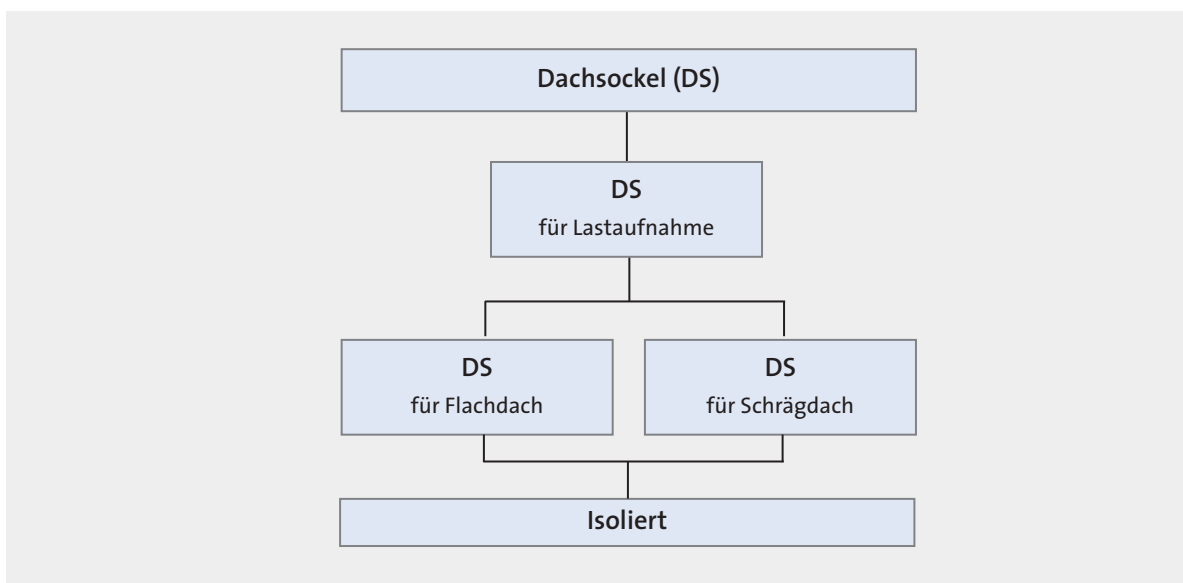 Dachsockel (DS)
DS
für Lastaufnahme
DS
für Flachdach
DS
für Schrägdach
Isoliert